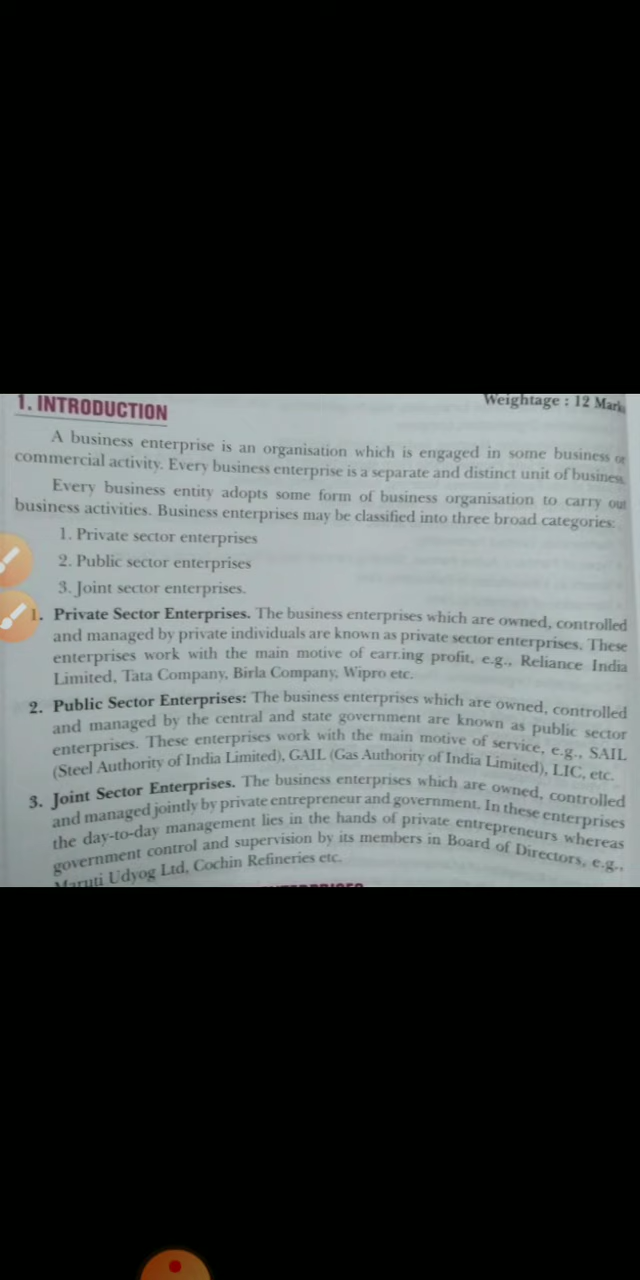 1. INTRODUCTION
Weightage : 12 Marks
A business enterprise is an organisation which is engaged in some business or
commercial activity. Every business enterprise is a separate and distinct unit of business.
Every business entity adopts some form of business organisation to carry out
business activities. Business enterprises may be classified into three broad categories:
1. Private sector enterprises
2. Public sector enterprises
3. Joint sector enterprises.
1. Private Sector Enterprises. The business enterprises which are owned, controlled
and managed by private individuals are known as private sector enterprises. These
enterprises work with the main motive of earr.ing profit, e.g., Reliance India
Limited, Tata Company, Birla Company, Wipro etc.
2. Public Sector Enterprises: The business enterprises which are owned, controlled
and managed by the central and state government are known as public sector
enterprises. These enterprises work with the main motive of service, e.g., SAIL
(Steel Authority of India Limited), GAIL (Gas Authority of India Limited), LIC, etc.
3. Joint Sector Enterprises. The business enterprises which are owned, controlled
and managed jointly by private entrepreneur and government. In these enterprises
the day-to-day management lies in the hands of private entrepreneurs whereas
government control and supervision by its members in Board of Directors, e.g.,
Maruti Udyog Ltd, Cochin Refineries etc.